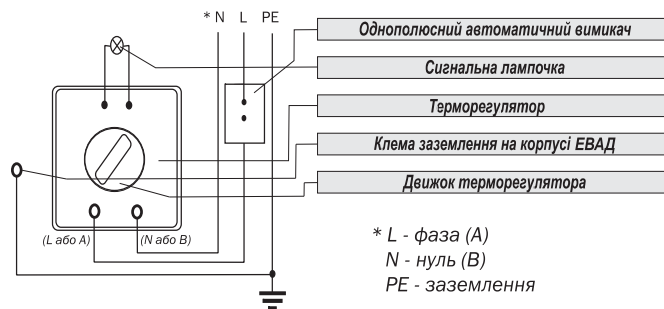 * N L PE
Однополюсний автоматичний вимикач
Сигнальна лампочка
Терморегулятор
Клема заземлення на корпусі ЕВАД
Движок терморегулятора
(L або A) (N або B)
* L - фаза (A)
N - нуль (B)
PE - заземлення